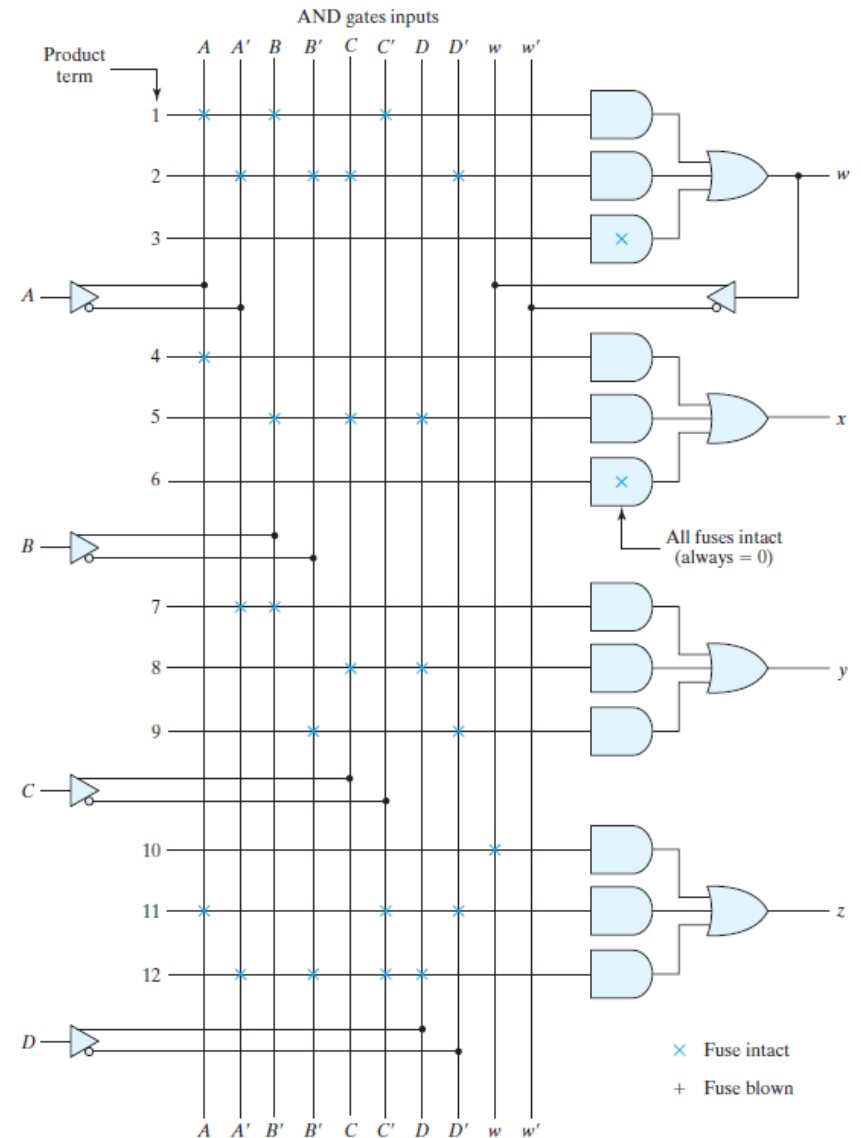 AND gates inputs
A A' B B' C C' D D' w w'
Product
term
1
2
w
3
A
4
5
x
6
All fuses intact
(always = 0)
B
7
8
y
9
C
10
11
z
12
D
× Fuse intact
+ Fuse blown
A A' B' B' C C' D D' w w'